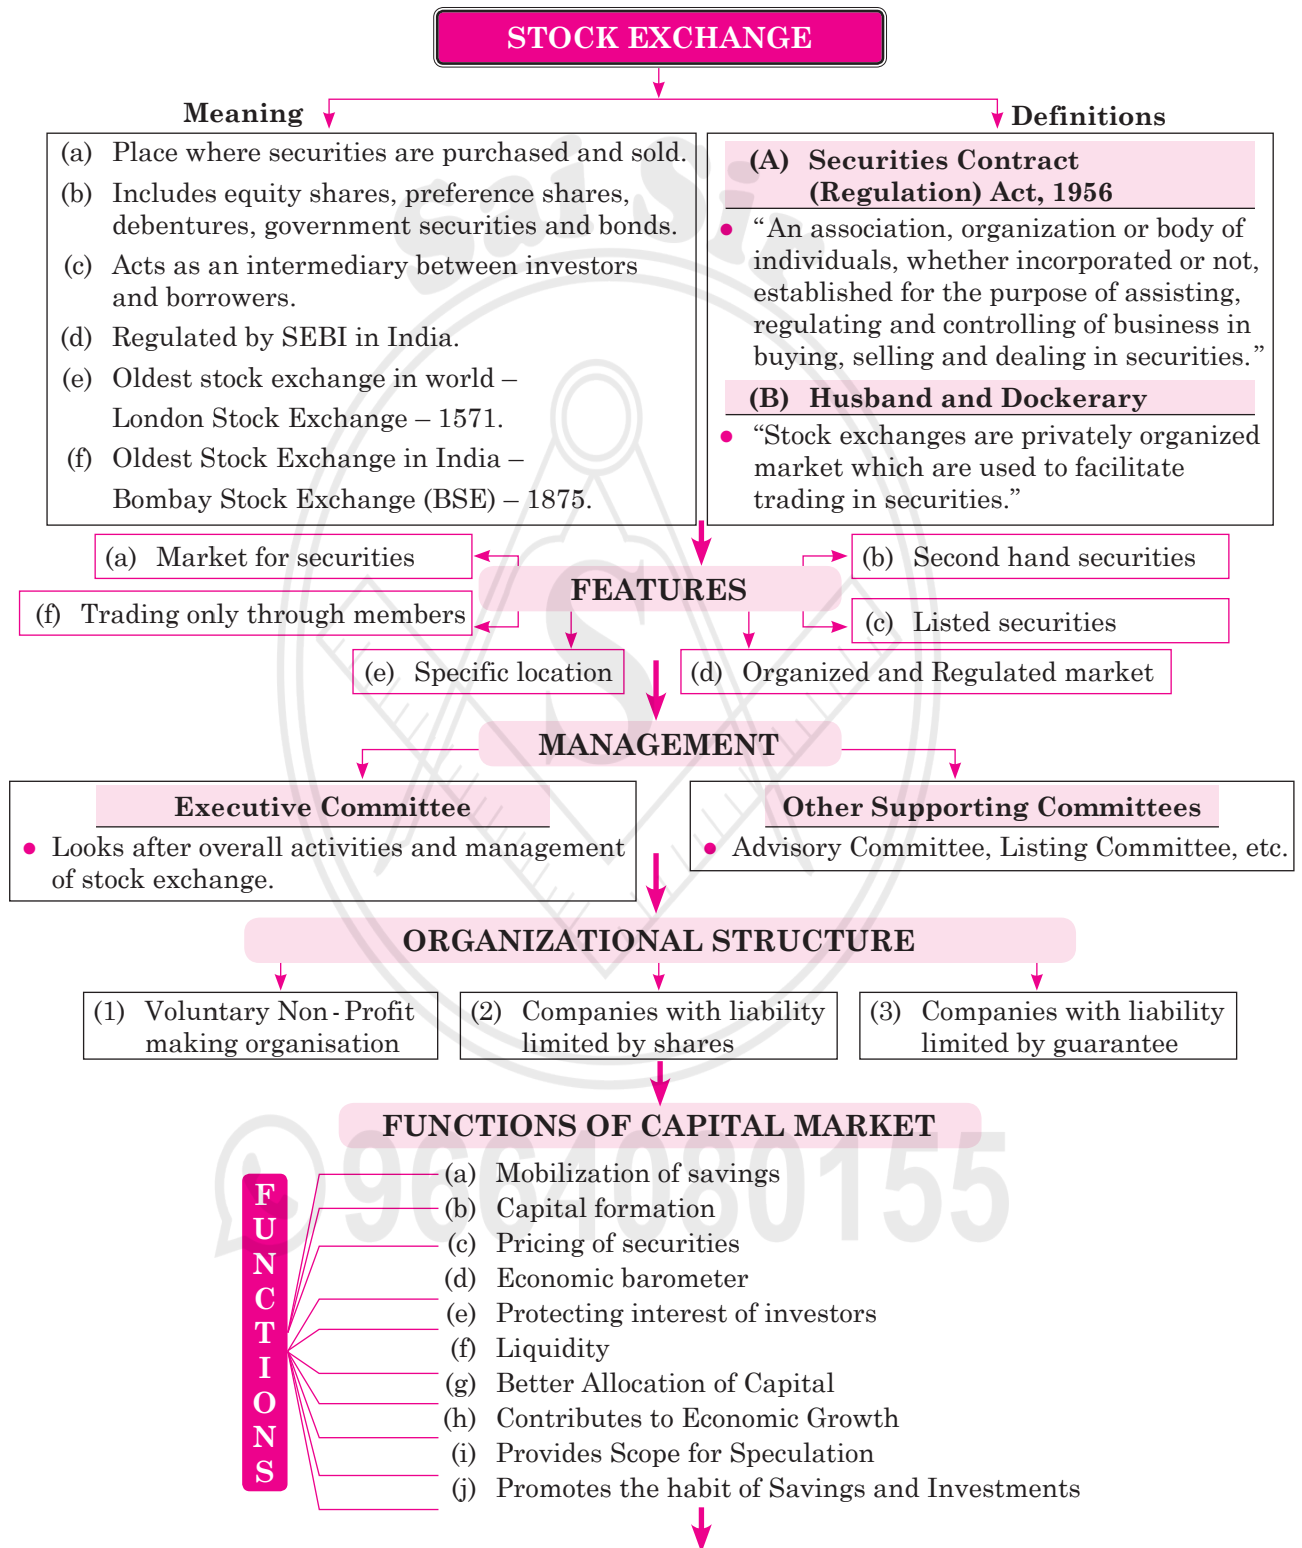 STOCK EXCHANGE
Meaning
(a) Place where securities are purchased and sold.
(b) Includes equity shares, preference shares,
debentures, government securities and bonds.
(c) Acts as an intermediary between investors
and borrowers.
(d) Regulated by SEBI in India.
(e) Oldest stock exchange in world –
London Stock Exchange – 1571.
(f) Oldest Stock Exchange in India –
Bombay Stock Exchange (BSE) – 1875.
Definitions
(A) Securities Contract
(Regulation) Act, 1956
• “An association, organization or body of
individuals, whether incorporated or not,
established for the purpose of assisting,
regulating and controlling of business in
buying, selling and dealing in securities.”
(B) Husband and Dockerary
• “Stock exchanges are privately organized
market which are used to facilitate
trading in securities.”
FEATURES
(a) Market for securities
(b) Second hand securities
(f) Trading only through members
(c) Listed securities
(e) Specific location
(d) Organized and Regulated market
MANAGEMENT
Executive Committee
• Looks after overall activities and management
of stock exchange.
Other Supporting Committees
• Advisory Committee, Listing Committee, etc.
ORGANIZATIONAL STRUCTURE
(1) Voluntary Non - Profit
making organisation
(2) Companies with liability
limited by shares
(3) Companies with liability
limited by guarantee
FUNCTIONS OF CAPITAL MARKET
FUNCTIONS
(a) Mobilization of savings
(b) Capital formation
(c) Pricing of securities
(d) Economic barometer
(e) Protecting interest of investors
(f) Liquidity
(g) Better Allocation of Capital
(h) Contributes to Economic Growth
(i) Provides Scope for Speculation
(j) Promotes the habit of Savings and Investments
Sai Sir
S
9664080155